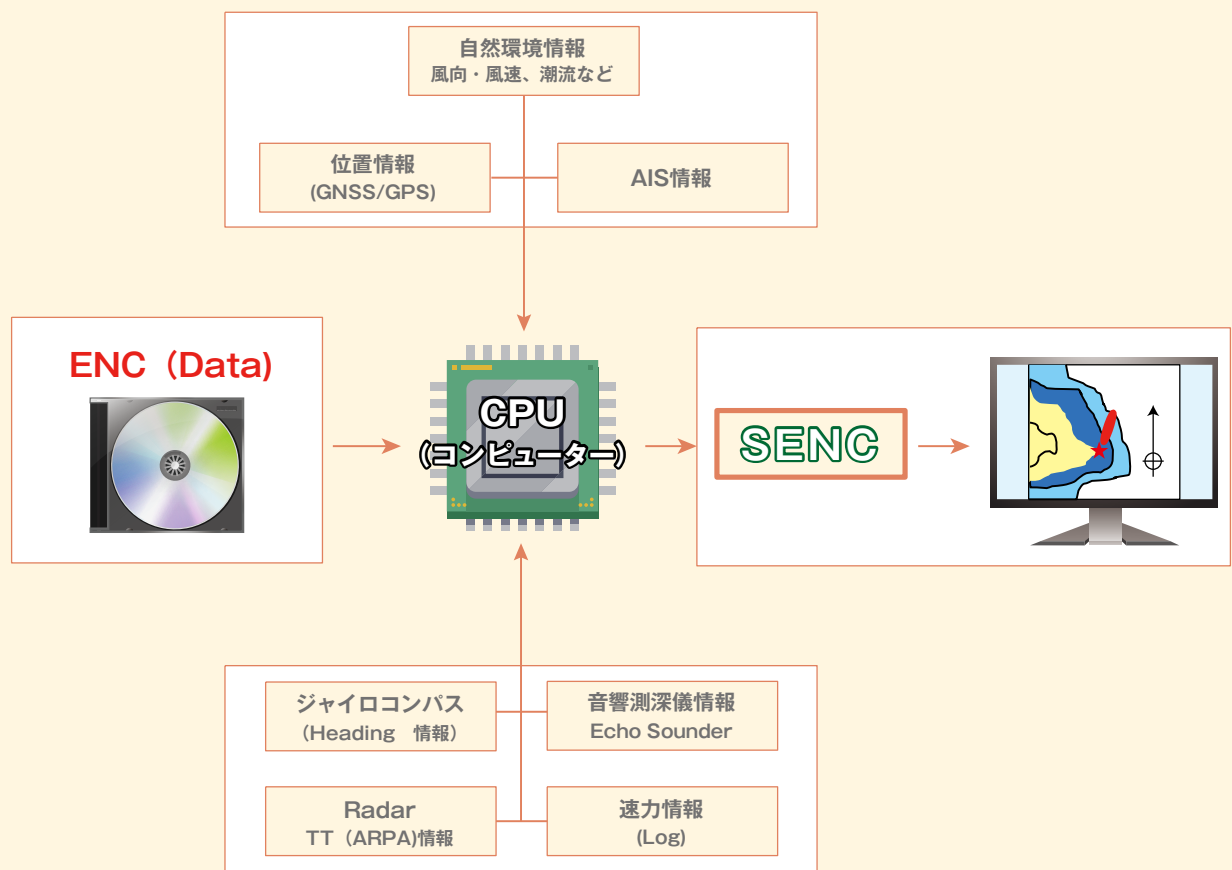 自然環境情報
風向・風速、潮流など
位置情報
(GNSS/GPS)
AIS情報
ENC（Data)
CPU
(コンピューター)
SENC
ジャイロコンパス
（Heading　情報）
音響測深儀情報
Echo Sounder
Radar
TT（ARPA)情報
速力情報
(Log)